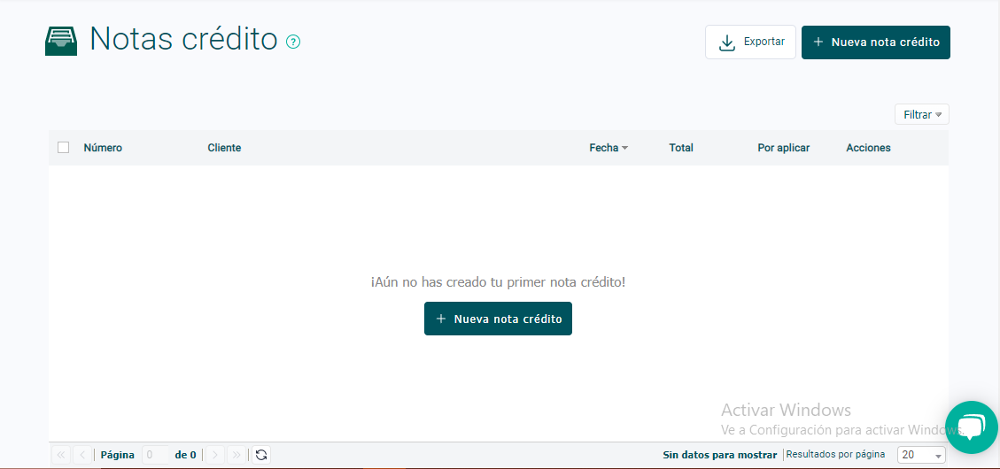 Notas crédito ?
Exportar
+ Nueva nota crédito
Filtrar
Número Cliente Fecha Total Por aplicar Acciones
¡Aún no has creado tu primer nota crédito!
+ Nueva nota crédito
Activar Windows
Ve a Configuración para activar Windows.
Página 0 de 0 Sin datos para mostrar Resultados por página 20